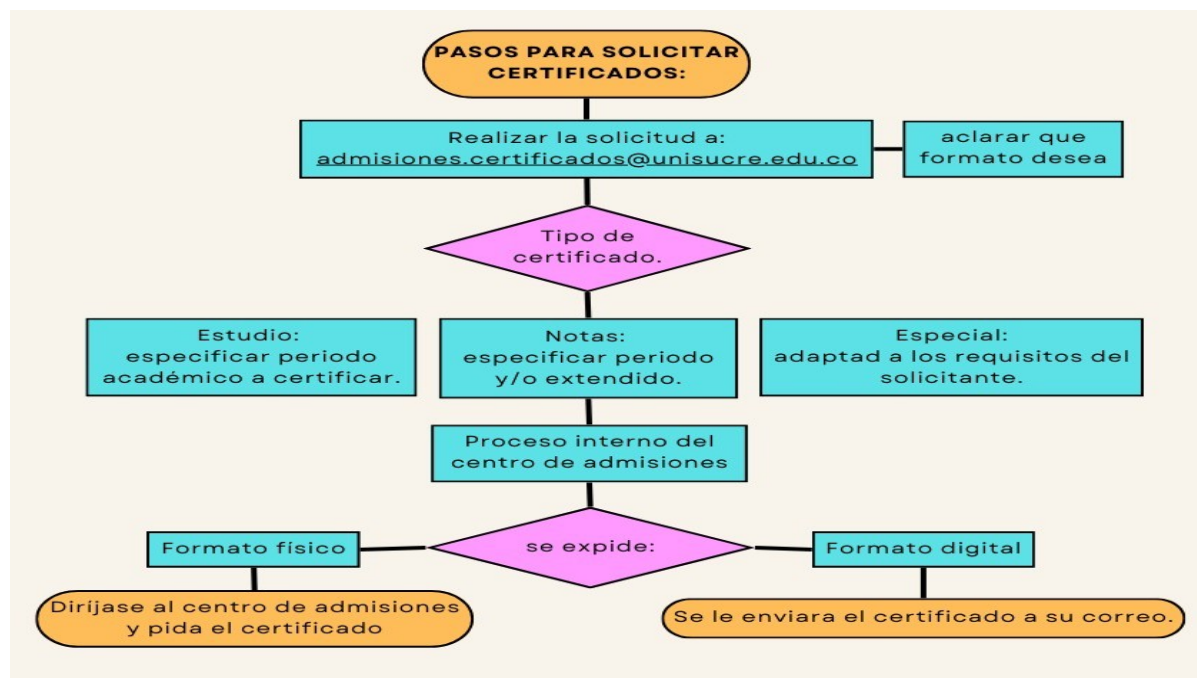 PASOS PARA SOLICITAR
CERTIFICADOS:
Realizar la solicitud a:
admisiones.certificados@unisucre.edu.co
aclarar que
formato desea
Tipo de
certificado.
Estudio:
especificar periodo
académico a certificar.
Notas:
especificar periodo
y/o extendido.
Especial:
adaptad a los requisitos del
solicitante.
Proceso interno del
centro de admisiones
Formato físico
se expide:
Formato digital
Diríjase al centro de admisiones
y pida el certificado
Se le enviara el certificado a su correo.